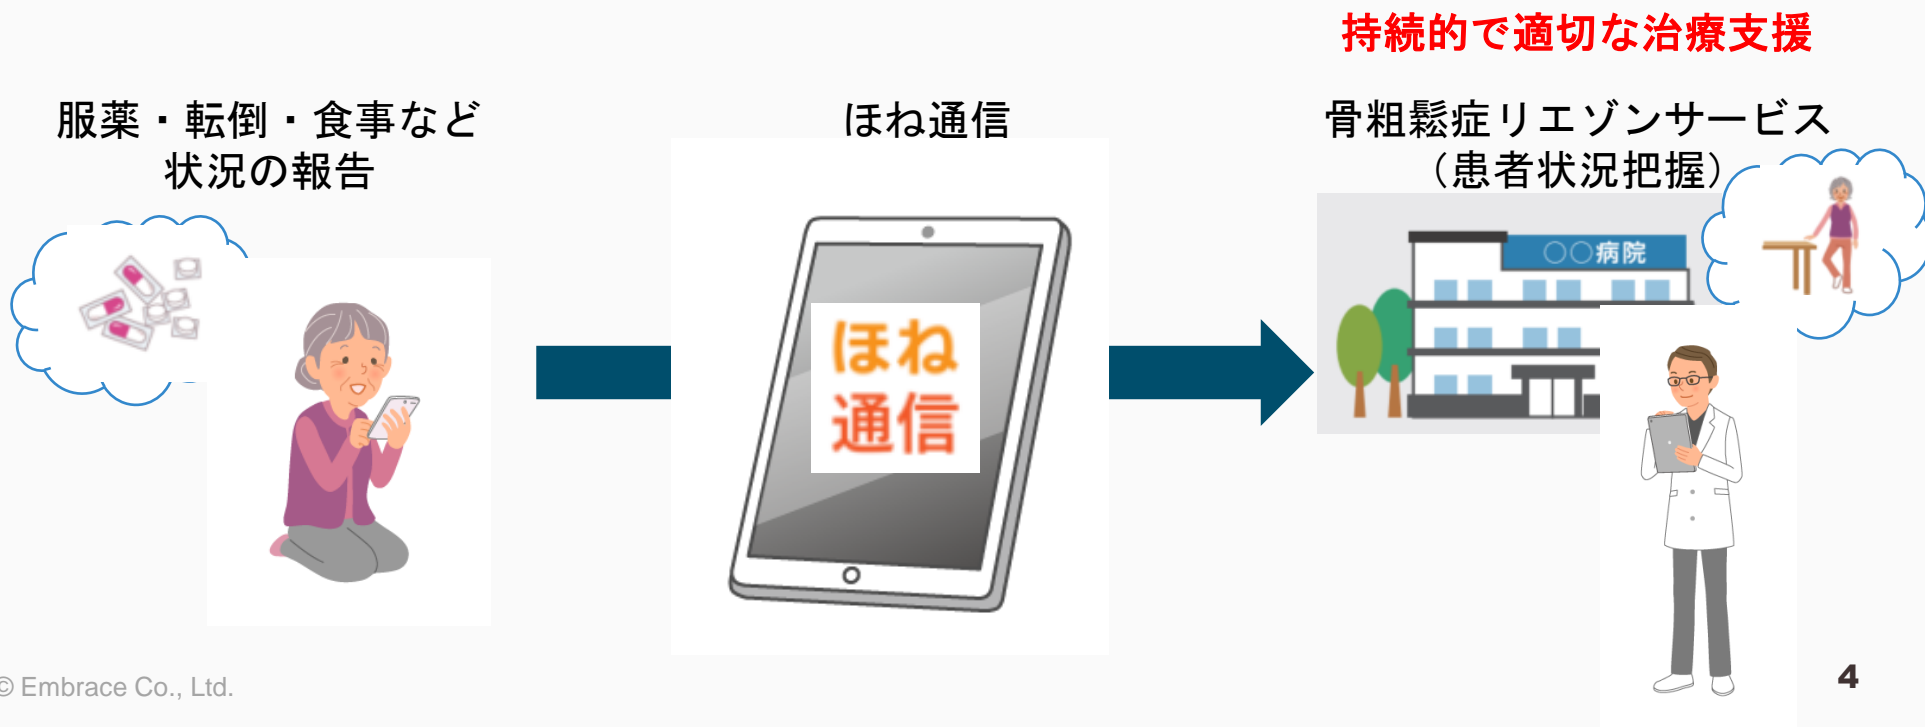 持続的で適切な治療支援
服薬・転倒・食事など
状況の報告
ほね通信
骨粗鬆症リエゾンサービス
（患者状況把握）
○○病院
ほね
通信
© Embrace Co., Ltd.
4